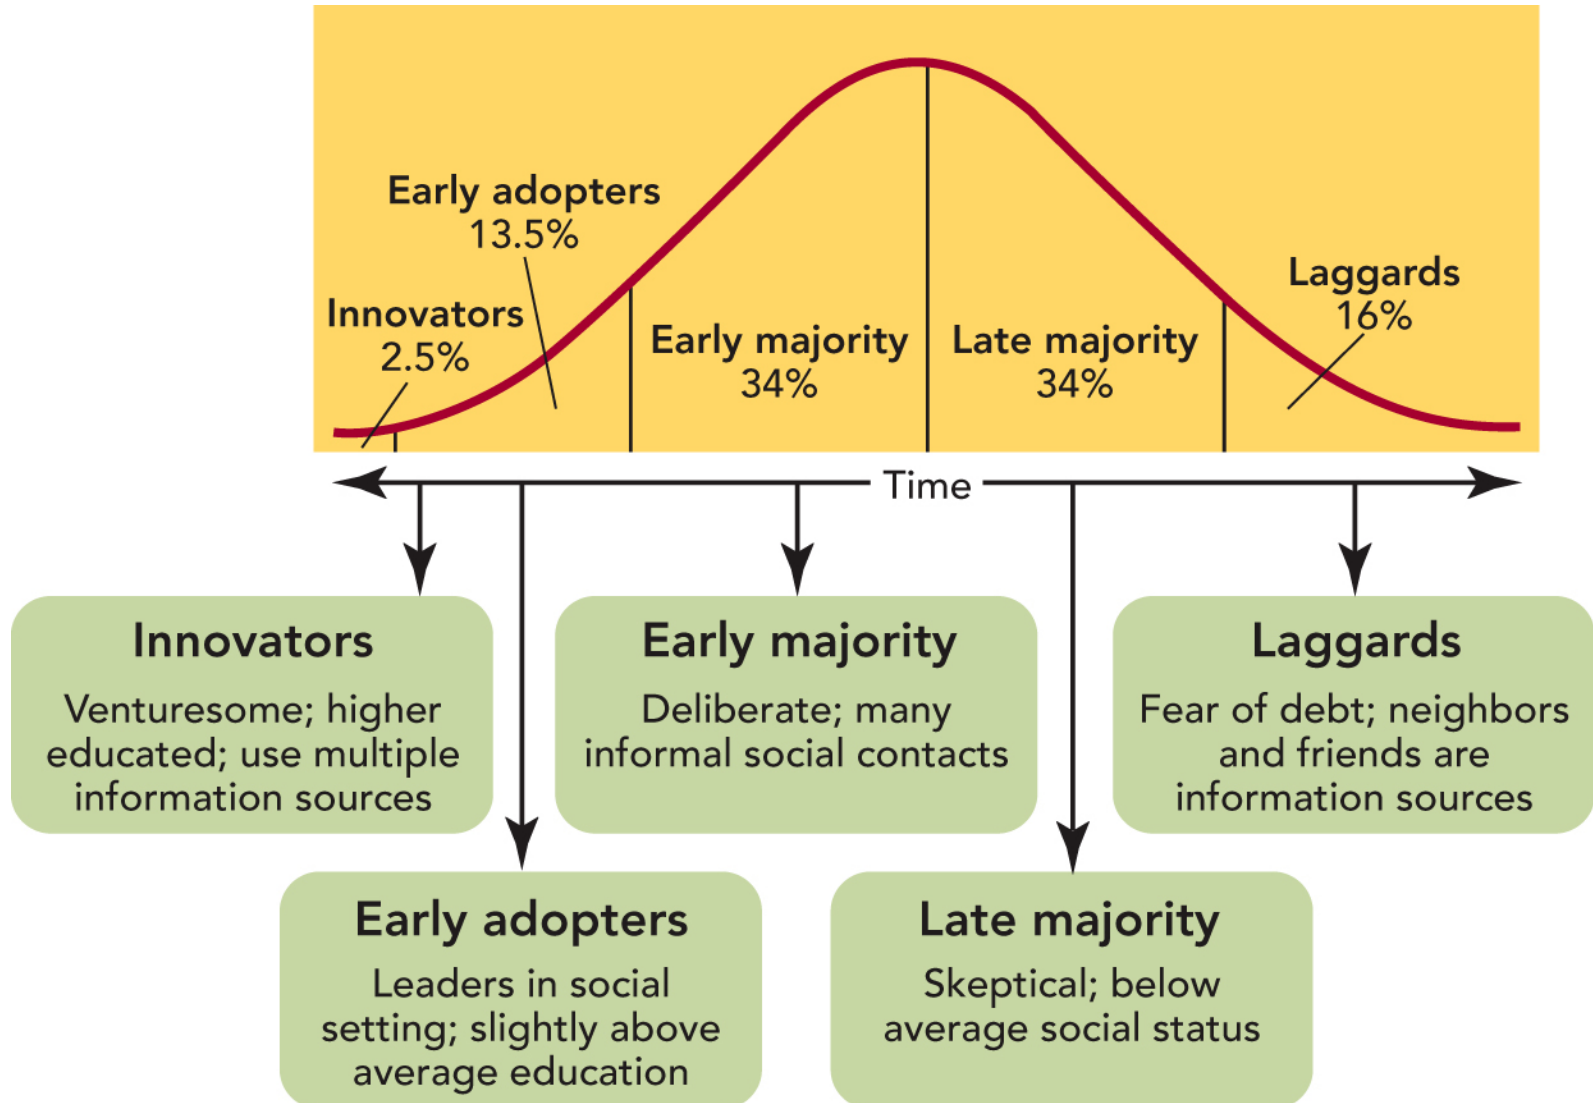 Early adopters
13.5%
Innovators
2.5%
Early majority
34%
Late majority
34%
Laggards
16%
Time
Innovators
Venturesome; higher
educated; use multiple
information sources
Early adopters
Leaders in social
setting; slightly above
average education
Early majority
Deliberate; many
informal social contacts
Late majority
Skeptical; below
average social status
Laggards
Fear of debt; neighbors
and friends are
information sources